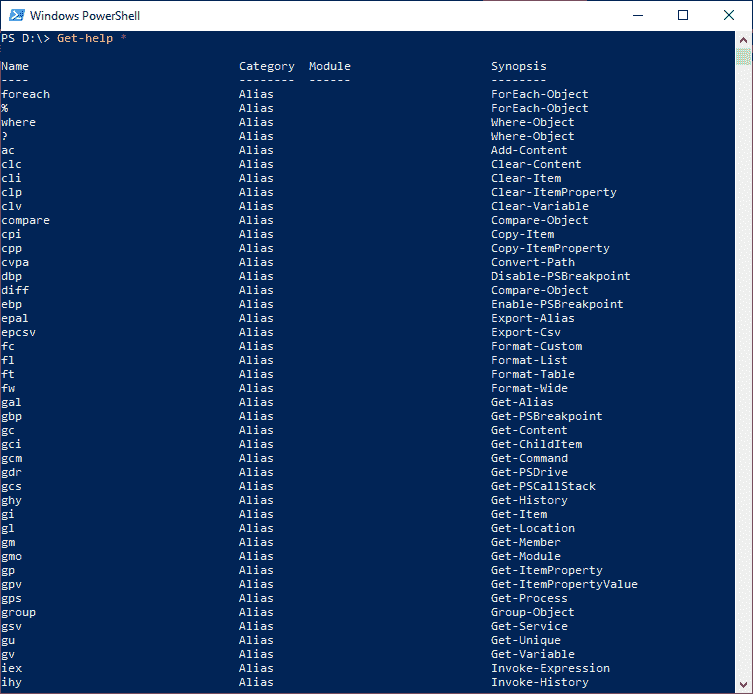 Windows PowerShell
PS D:\> Get-help *
Name Category Module Synopsis
---- -------- ------ --------
foreach Alias ForEach-Object
% Alias ForEach-Object
where Alias Where-Object
? Alias Where-Object
ac Alias Add-Content
clc Alias Clear-Content
cli Alias Clear-Item
clp Alias Clear-ItemProperty
clv Alias Clear-Variable
compare Alias Compare-Object
cpi Alias Copy-Item
cpp Alias Copy-ItemProperty
cvpa Alias Convert-Path
dbp Alias Disable-PSBreakpoint
diff Alias Compare-Object
ebp Alias Enable-PSBreakpoint
epal Alias Export-Alias
epcsv Alias Export-Csv
fc Alias Format-Custom
fl Alias Format-List
ft Alias Format-Table
fw Alias Format-Wide
gal Alias Get-Alias
gbp Alias Get-PSBreakpoint
gc Alias Get-Content
gci Alias Get-ChildItem
gcm Alias Get-Command
gdr Alias Get-PSDrive
gcs Alias Get-PSCallStack
ghy Alias Get-History
gi Alias Get-Item
gl Alias Get-Location
gm Alias Get-Member
gmo Alias Get-Module
gp Alias Get-ItemProperty
gpv Alias Get-ItemPropertyValue
gps Alias Get-Process
group Alias Group-Object
gsv Alias Get-Service
gu Alias Get-Unique
gv Alias Get-Variable
iex Alias Invoke-Expression
ihy Alias Invoke-History